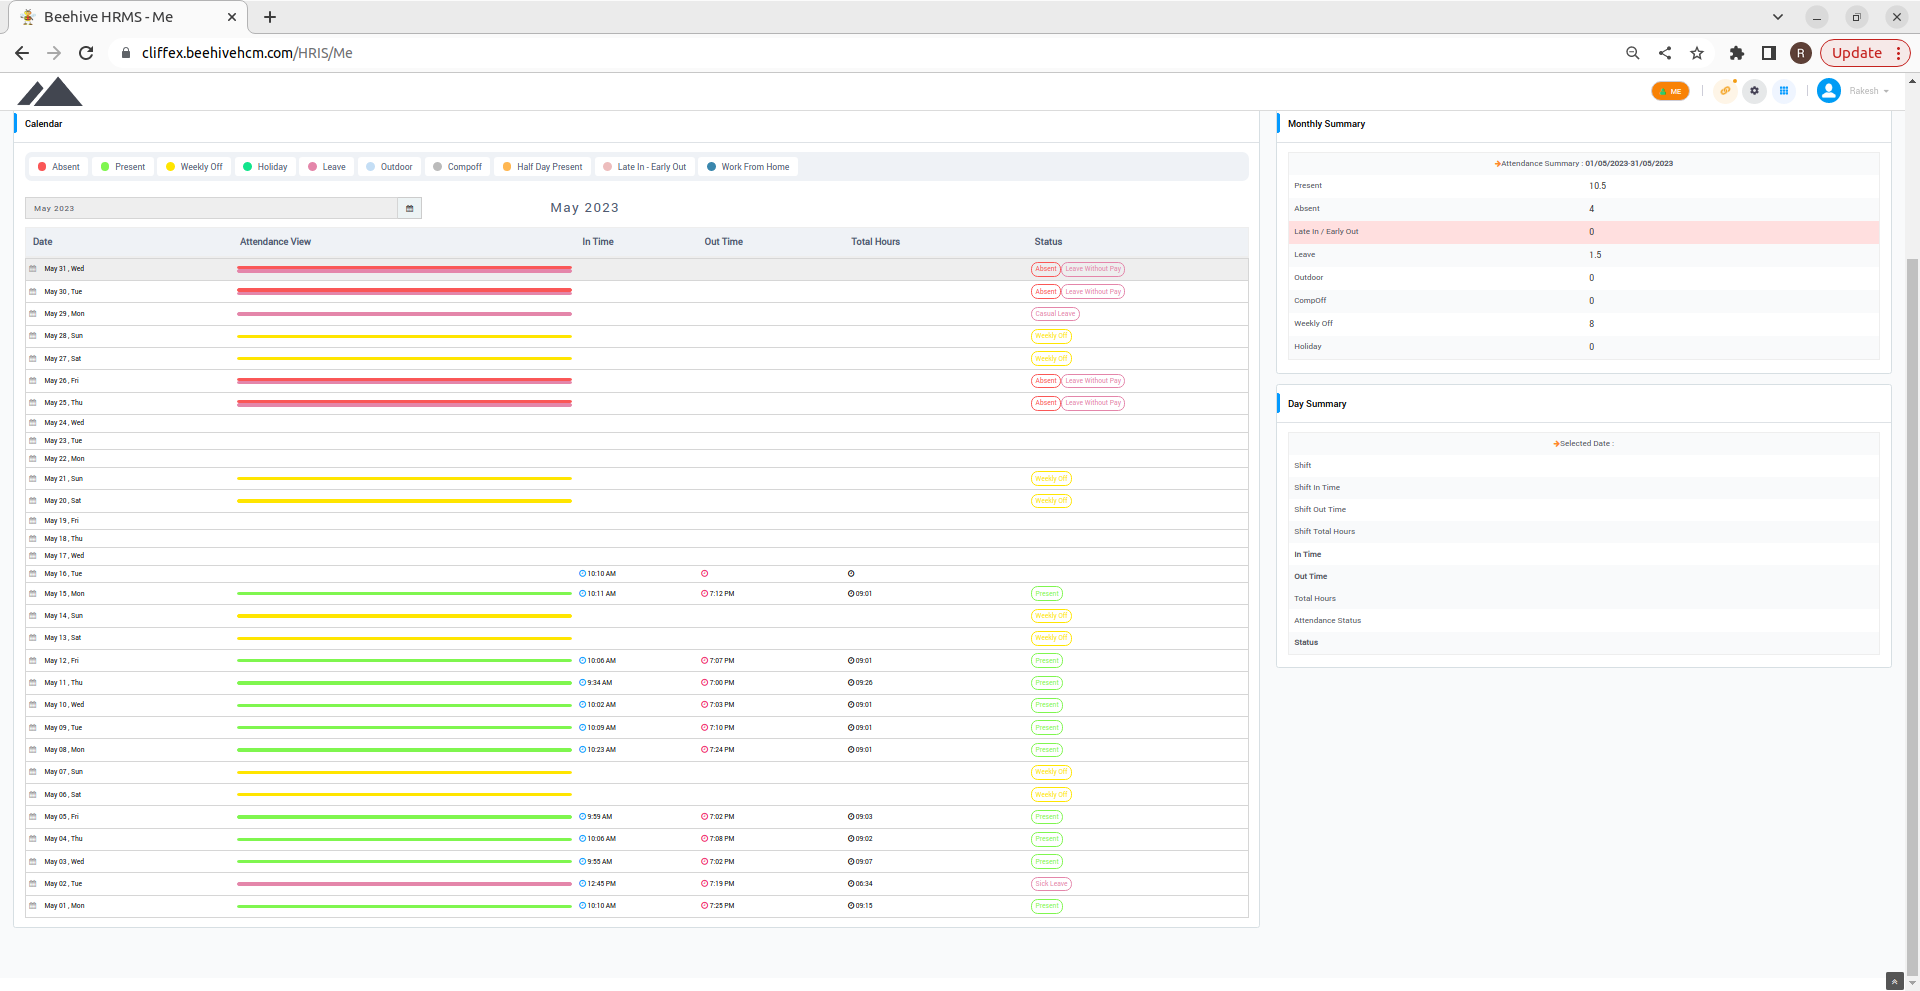 Beehive HRMS - Me
cliffex.beehivehcm.com/HRIS/Me
R
Update
ME
Rakesh
Calendar
Absent Present Weekly Off Holiday Leave Outdoor Compoff Half Day Present Late In - Early Out Work From Home
May 2023
May 2023
Date Attendance View In Time Out Time Total Hours Status
May 31 , Wed Absent Leave Without Pay
May 30 , Tue Absent Leave Without Pay
May 29 , Mon Casual Leave
May 28 , Sun Weekly Off
May 27 , Sat Weekly Off
May 26 , Fri Absent Leave Without Pay
May 25 , Thu Absent Leave Without Pay
May 24 , Wed
May 23 , Tue
May 22 , Mon
May 21 , Sun Weekly Off
May 20 , Sat Weekly Off
May 19 , Fri
May 18 , Thu
May 17 , Wed
May 16 , Tue 10:10 AM
May 15 , Mon 10:11 AM 7:12 PM 09:01 Present
May 14 , Sun Weekly Off
May 13 , Sat Weekly Off
May 12 , Fri 10:06 AM 7:07 PM 09:01 Present
May 11 , Thu 9:34 AM 7:00 PM 09:26 Present
May 10 , Wed 10:02 AM 7:03 PM 09:01 Present
May 09 , Tue 10:09 AM 7:10 PM 09:01 Present
May 08 , Mon 10:23 AM 7:24 PM 09:01 Present
May 07 , Sun Weekly Off
May 06 , Sat Weekly Off
May 05 , Fri 9:59 AM 7:02 PM 09:03 Present
May 04 , Thu 10:06 AM 7:08 PM 09:02 Present
May 03 , Wed 9:55 AM 7:02 PM 09:07 Present
May 02 , Tue 12:45 PM 7:19 PM 06:34 Sick Leave
May 01 , Mon 10:10 AM 7:25 PM 09:15 Present
Monthly Summary
Attendance Summary : 01/05/2023-31/05/2023
Present 10.5
Absent 4
Late In / Early Out 0
Leave 1.5
Outdoor 0
CompOff 0
Weekly Off 8
Holiday 0
Day Summary
Selected Date :
Shift
Shift In Time
Shift Out Time
Shift Total Hours
In Time
Out Time
Total Hours
Attendance Status
Status